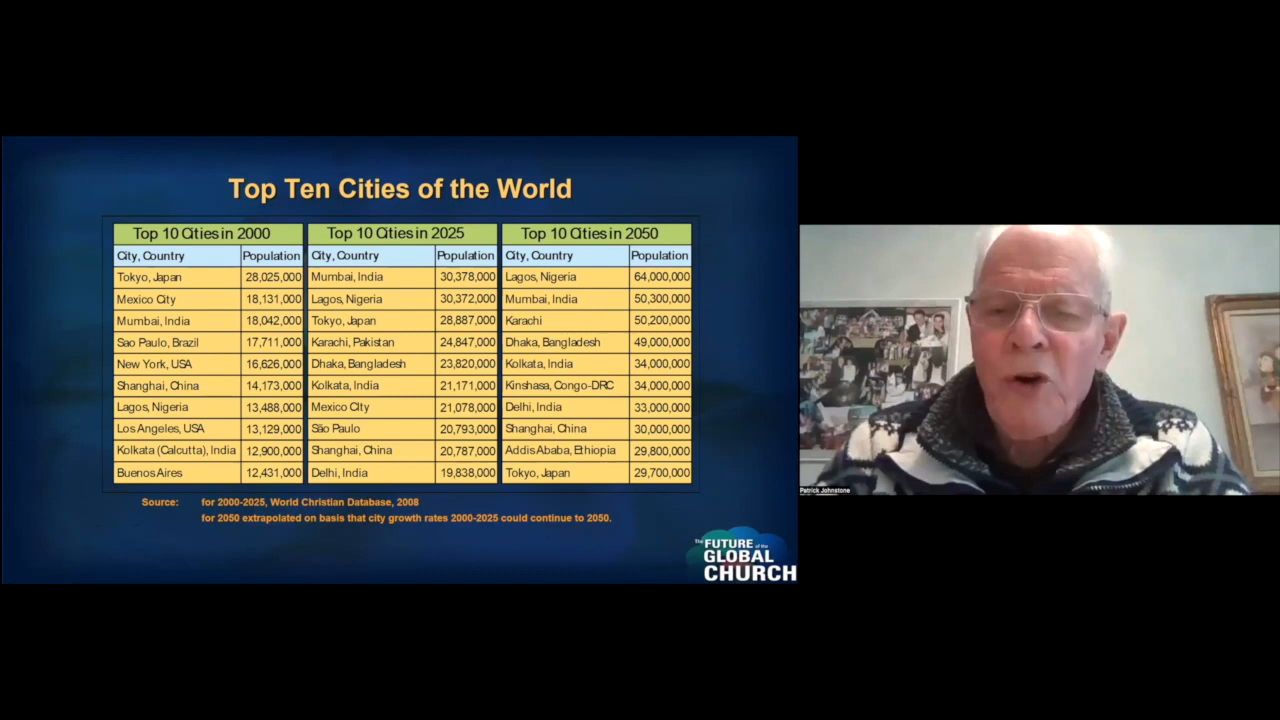 Top Ten Cities of the World
Top 10 Cities in 2000 Top 10 Cities in 2025 Top 10 Cities in 2050
City, Country Population City, Country Population City, Country Population
Tokyo, Japan 28,025,000 Mumbai, India 30,378,000 Lagos, Nigeria 64,000,000
Mexico City 18,131,000 Lagos, Nigeria 30,372,000 Mumbai, India 50,300,000
Mumbai, India 18,042,000 Tokyo, Japan 28,887,000 Karachi 50,200,000
Sao Paulo, Brazil 17,711,000 Karachi, Pakistan 24,847,000 Dhaka, Bangladesh 49,000,000
New York, USA 16,626,000 Dhaka, Bangladesh 23,820,000 Kolkata, India 34,000,000
Shanghai, China 14,173,000 Kolkata, India 21,171,000 Kinshasa, Congo-DRC 34,000,000
Lagos, Nigeria 13,488,000 Mexico City 21,078,000 Delhi, India 33,000,000
Los Angeles, USA 13,129,000 São Paulo 20,793,000 Shanghai, China 30,000,000
Kolkata (Calcutta), India 12,900,000 Shanghai, China 20,787,000 Addis Ababa, Ethiopia 29,800,000
Buenos Aires 12,431,000 Delhi, India 19,838,000 Tokyo, Japan 29,700,000
Source: for 2000-2025, World Christian Database, 2008
for 2050 extrapolated on basis that city growth rates 2000-2025 could continue to 2050.
The FUTURE of the
GLOBAL
CHURCH
Patrick Johnstone